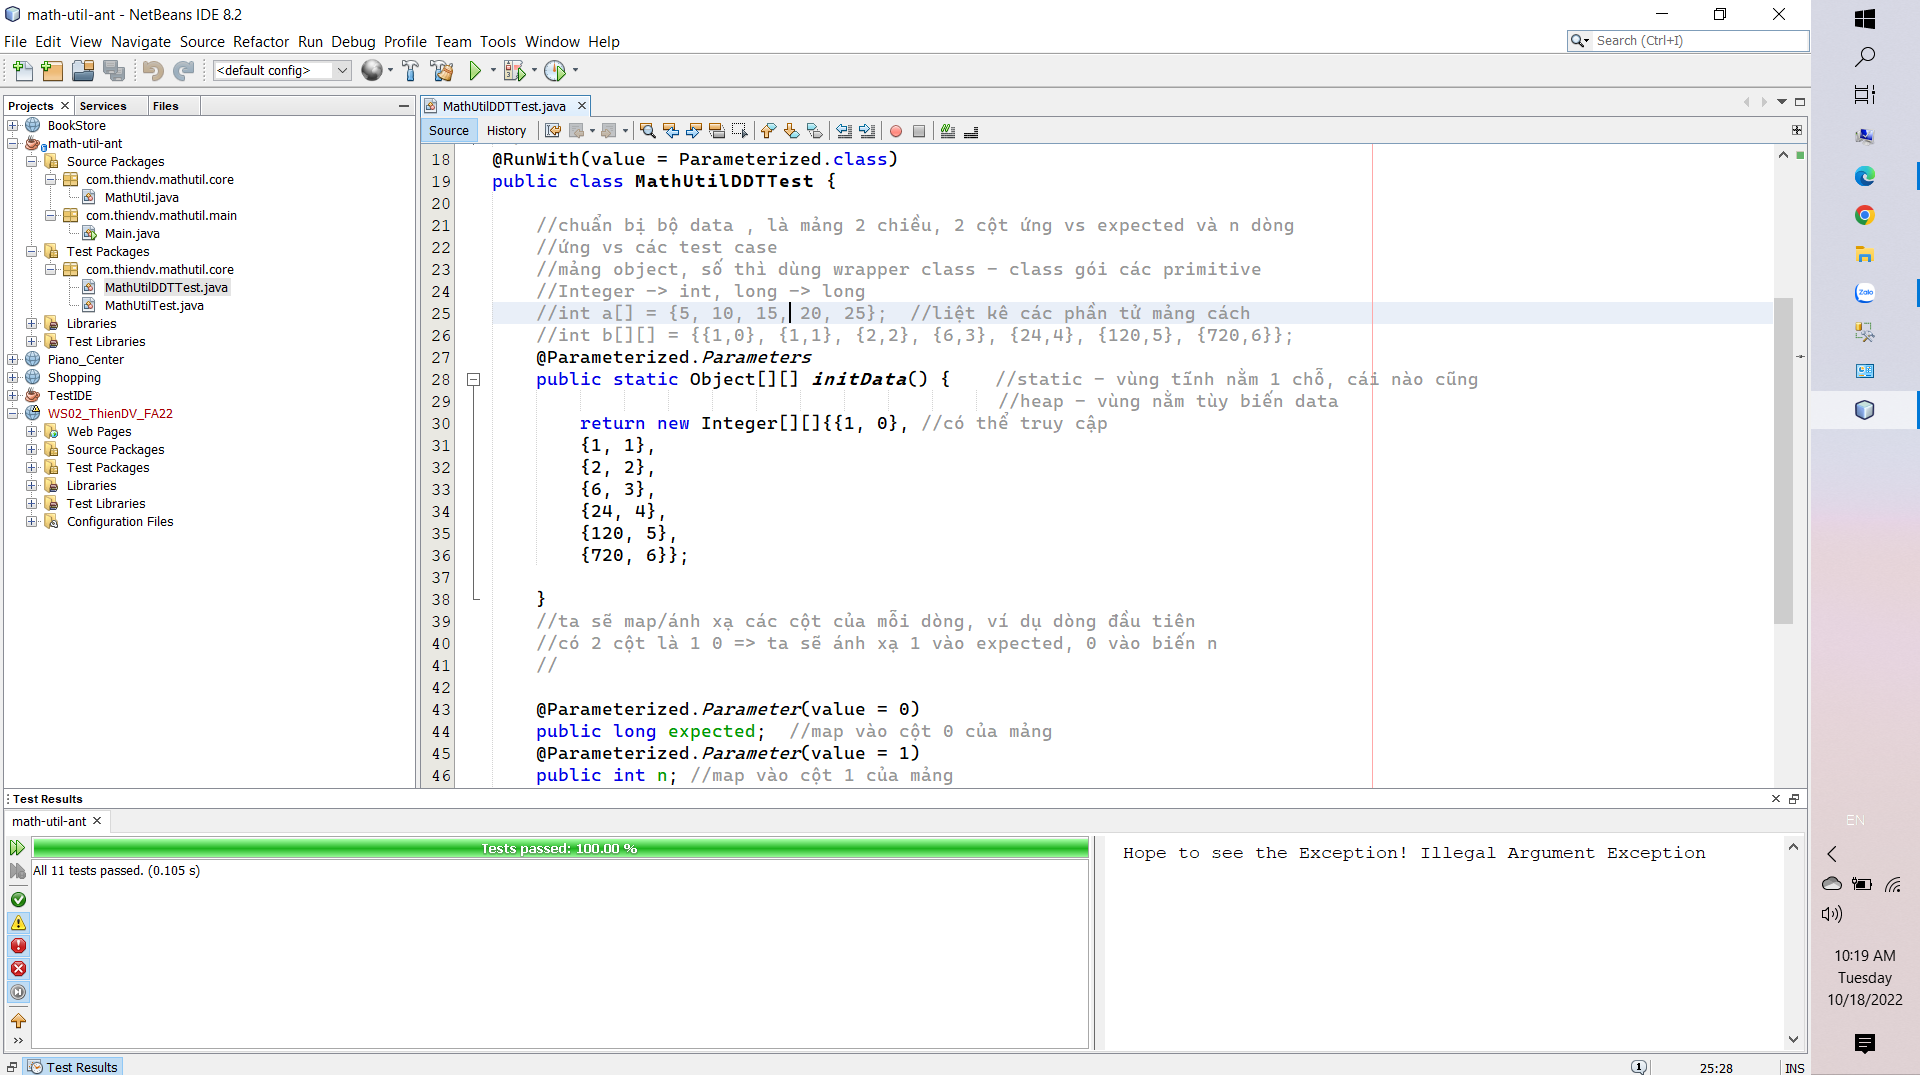 math-util-ant - NetBeans IDE 8.2
File Edit View Navigate Source Refactor Run Debug Profile Team Tools Window Help
Search (Ctrl+I)
<default config>
Projects Services Files
BookStore
math-util-ant
Source Packages
com.thiendv.mathutil.core
MathUtil.java
com.thiendv.mathutil.main
Main.java
Test Packages
com.thiendv.mathutil.core
MathUtilDDTTest.java
MathUtilTest.java
Libraries
Test Libraries
Piano_Center
Shopping
TestIDE
WS02_ThienDV_FA22
Web Pages
Source Packages
Test Packages
Libraries
Test Libraries
Configuration Files
MathUtilDDTTest.java
Source History
18 @RunWith(value = Parameterized.class)
19 public class MathUtilDDTTest {
20
21 //chuẩn bị bộ data , là mảng 2 chiều, 2 cột ứng vs expected và n dòng
22 //ứng vs các test case
23 //mảng object, số thì dùng wrapper class - class gói các primitive
24 //Integer -> int, long -> long
25 //int a[] = {5, 10, 15, 20, 25}; //liệt kê các phần tử mảng cách
26 //int b[][] = {{1,0}, {1,1}, {2,2}, {6,3}, {24,4}, {120,5}, {720,6}};
27 @Parameterized.Parameters
28 public static Object[][] initData() { //static - vùng tĩnh nằm 1 chỗ, cái nào cũng
29 //heap - vùng nằm tùy biến data
30 return new Integer[][]{{1, 0}, //có thể truy cập
31 {1, 1},
32 {2, 2},
33 {6, 3},
34 {24, 4},
35 {120, 5},
36 {720, 6}};
37
38 }
39 //ta sẽ map/ánh xạ các cột của mỗi dòng, ví dụ dòng đầu tiên
40 //có 2 cột là 1 0 => ta sẽ ánh xạ 1 vào expected, 0 vào biến n
41 //
42
43 @Parameterized.Parameter(value = 0)
44 public long expected; //map vào cột 0 của mảng
45 @Parameterized.Parameter(value = 1)
46 public int n; //map vào cột 1 của mảng
Test Results
math-util-ant
Tests passed: 100.00 %
All 11 tests passed. (0.105 s)
Hope to see the Exception! Illegal Argument Exception
Test Results
1
25:28
INS
Zalo
EN
10:19 AM
Tuesday
10/18/2022